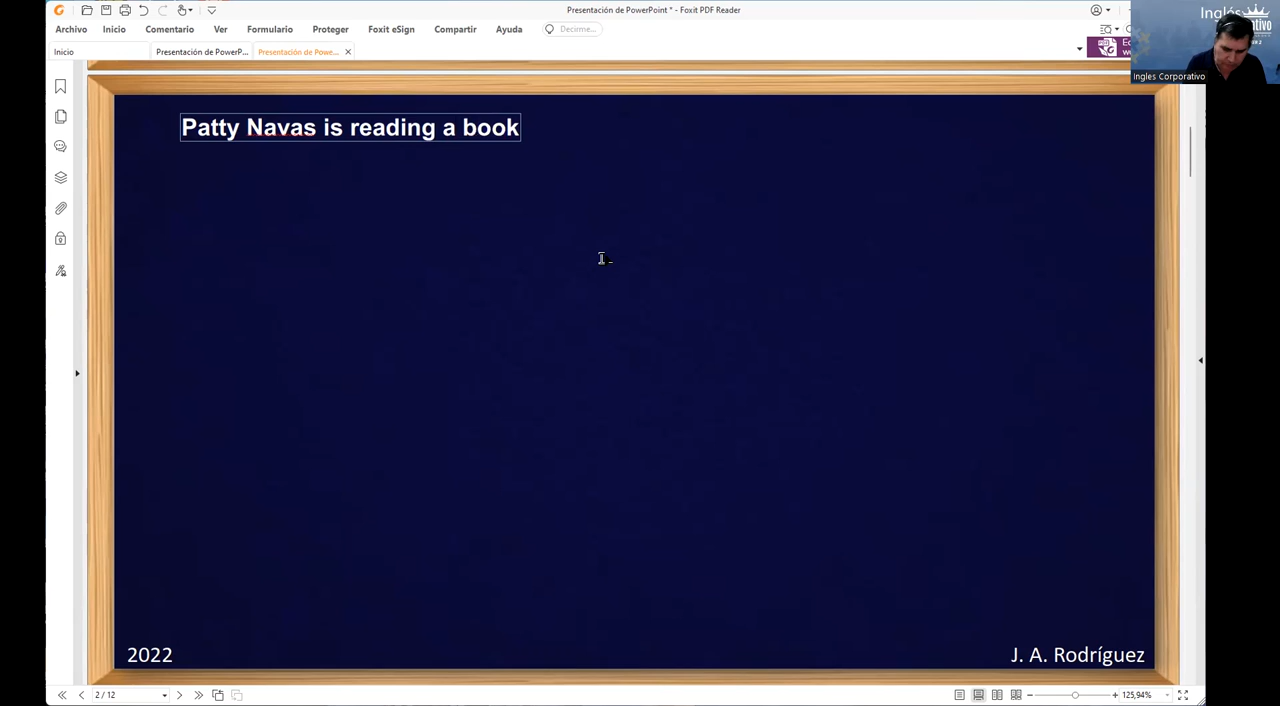 Presentación de PowerPoint * - Foxit PDF Reader
Archivo Inicio Comentario Ver Formulario Proteger Foxit eSign Compartir Ayuda Decirme...
Inicio Presentación de PowerP... Presentación de Powe...
Inglés
Ingles Corporativo
Patty Navas is reading a book
2022
J. A. Rodríguez
2 / 12
125,94%